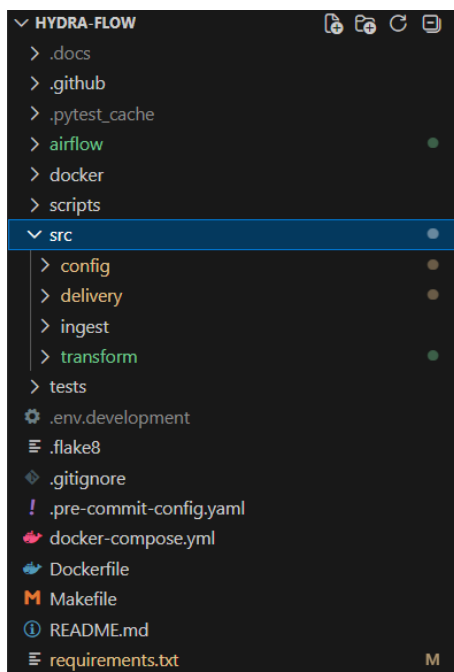 HYDRA-FLOW
.docs
.github
.pytest_cache
airflow
docker
scripts
src
config
delivery
ingest
transform
tests
.env.development
.flake8
.gitignore
.pre-commit-config.yaml
docker-compose.yml
Dockerfile
Makefile
README.md
requirements.txt M